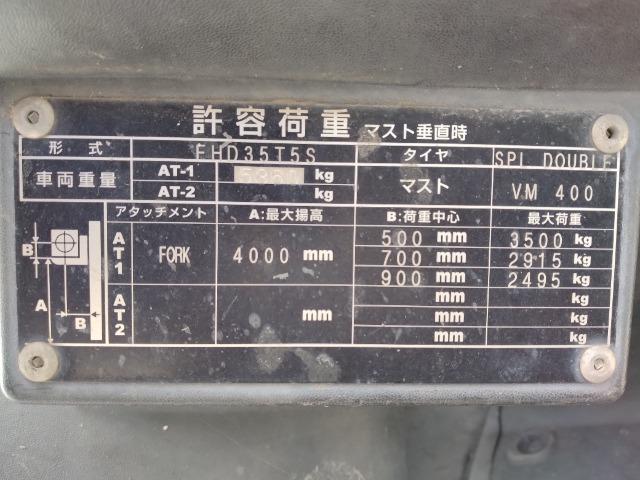 許容荷重 マスト垂直時
形式 FHD35T5S タイヤ SPL DOUBLE
車両重量 AT-1 kg マスト VM 400
AT-2 kg
アタッチメント A:最大揚高 B:荷重中心 最大荷重
AT1 FORK 4000 mm 500 mm 3500 kg
700 mm 2915 kg
900 mm 2495 kg
AT2 mm mm kg
mm kg
mm kg
B
A
B